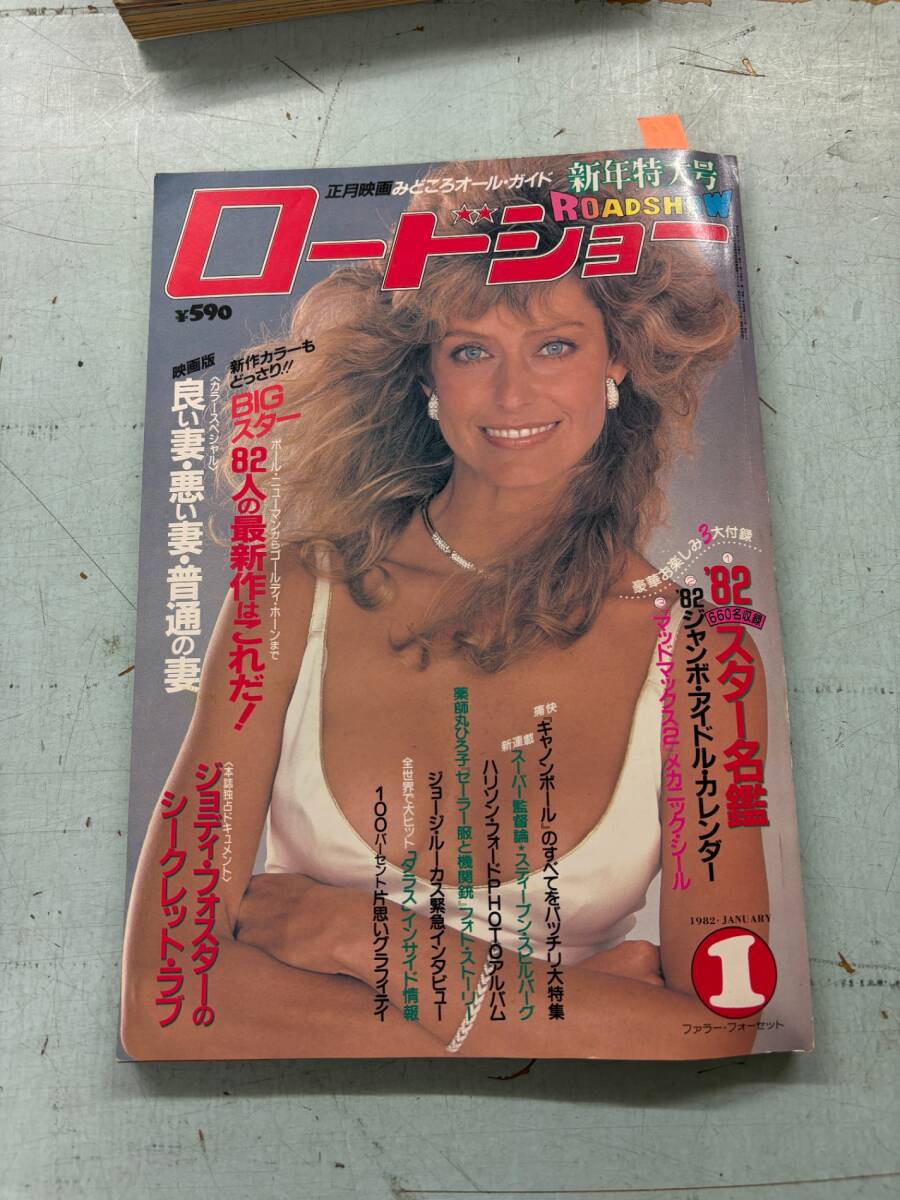 正月映画みどころオール・ガイド
新年特大号
ROADSHOW
ロードショー
¥590
映画版
〈カラースペシャル〉
良い妻・悪い妻・普通の妻
新作カラーも
どっさり!!
BIG
スター
82人の最新作はこれだ!
ポール・ニューマンからゴールディ・ホーンまで
豪華お楽しみ3大付録
①'82スター名鑑
660名収録
②'82ジャンボ・アイドル・カレンダー
③マッドマックス2-メカニック・シール
痛快『キャノンボール』のすべてをバッチリ大特集
新連載スーパー監督論★スティーブン・スピルバーグ
ハリソン・フォードPHOTOアルバム
薬師丸ひろ子『セーラー服と機関銃』フォト・ストーリー
ジョージ・ルーカス緊急インタビュー
全世界で大ヒット『ダラス』インサイド情報
100パーセント片思いグラフィティ
〈本誌独占ドキュメント〉
ジョディ・フォスターの
シークレット・ラブ
1982・JANUARY
1
ファラー・フォーセット